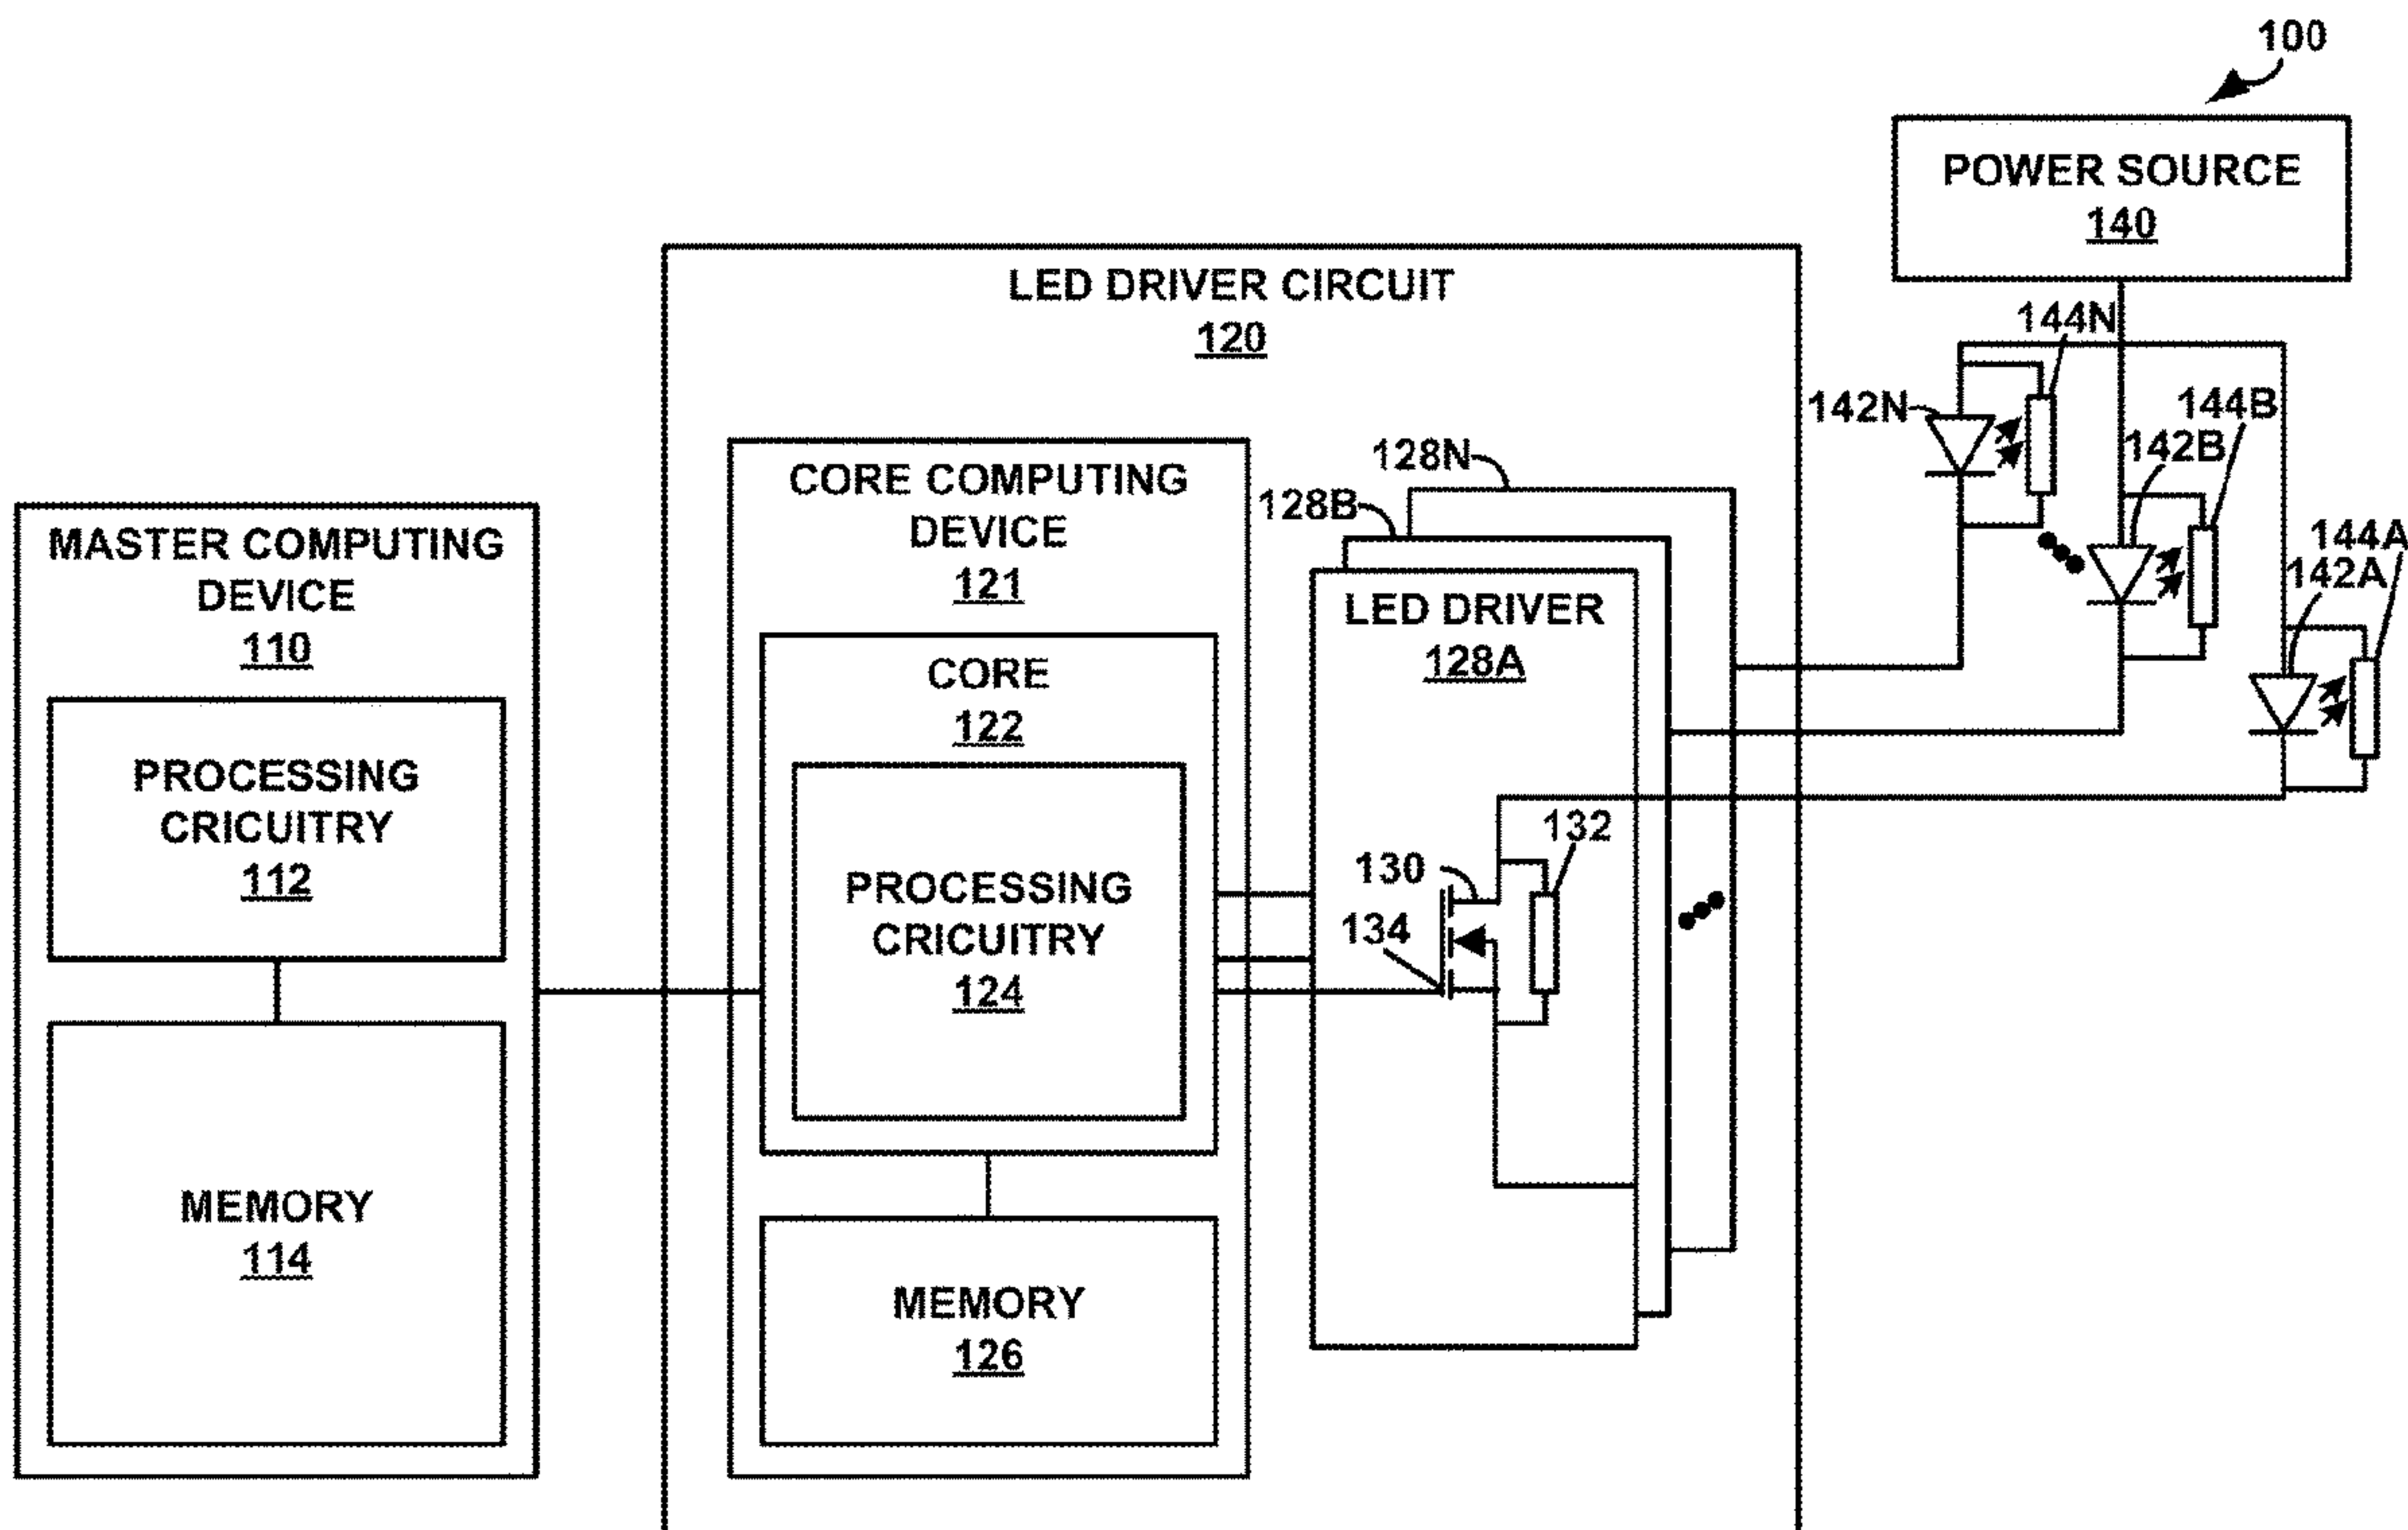 100
POWER SOURCE
140
LED DRIVER CIRCUIT
120
144N
142N
144B
142B
144A
142A
128N
128B
CORE COMPUTING
DEVICE
121
MASTER COMPUTING
DEVICE
110
LED DRIVER
128A
CORE
122
PROCESSING
CRICUITRY
112
PROCESSING
CRICUITRY
124
130
132
134
MEMORY
114
MEMORY
126